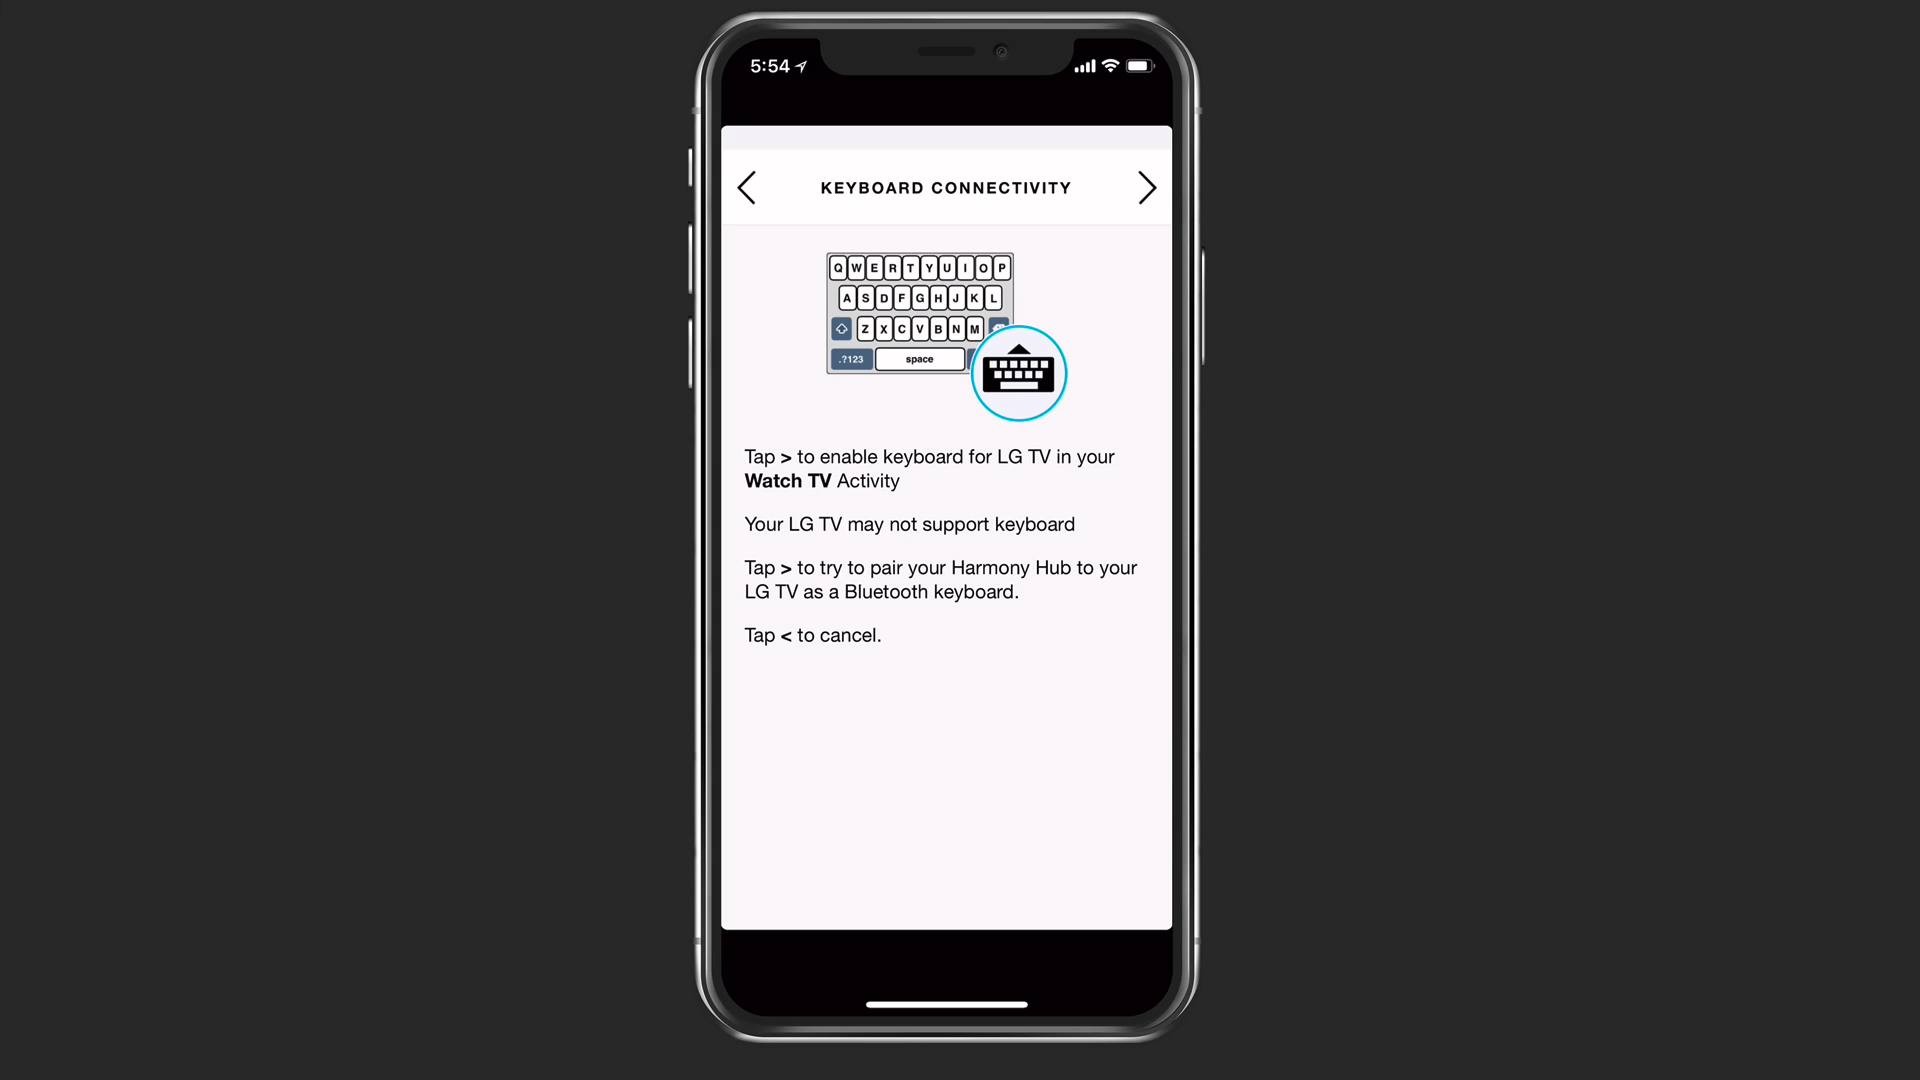 5:54
KEYBOARD CONNECTIVITY
Q W E R T Y U I O P
A S D F G H J K L
Z X C V B N M
.?123 space
Tap > to enable keyboard for LG TV in your
Watch TV Activity
Your LG TV may not support keyboard
Tap > to try to pair your Harmony Hub to your
LG TV as a Bluetooth keyboard.
Tap < to cancel.